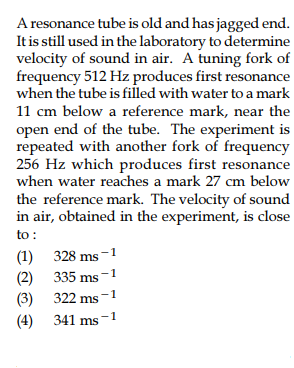 A resonance tube is old and has jagged end.
It is still used in the laboratory to determine
velocity of sound in air. A tuning fork of
frequency 512 Hz produces first resonance
when the tube is filled with water to a mark
11 cm below a reference mark, near the
open end of the tube. The experiment is
repeated with another fork of frequency
256 Hz which produces first resonance
when water reaches a mark 27 cm below
the reference mark. The velocity of sound
in air, obtained in the experiment, is close
to :
(1) 328 ms⁻¹
(2) 335 ms⁻¹
(3) 322 ms⁻¹
(4) 341 ms⁻¹